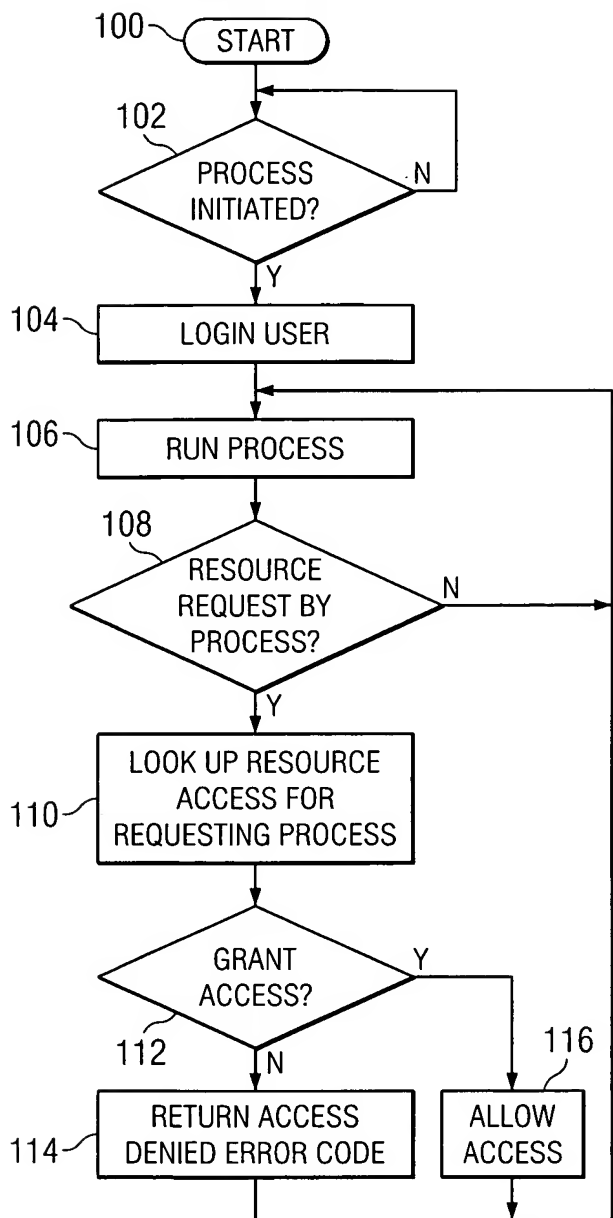 100
START
102
PROCESS
INITIATED?
N
Y
104
LOGIN USER
106
RUN PROCESS
108
RESOURCE
REQUEST BY
PROCESS?
N
Y
110
LOOK UP RESOURCE
ACCESS FOR
REQUESTING PROCESS
GRANT
ACCESS?
Y
112
N
116
114
RETURN ACCESS
DENIED ERROR CODE
ALLOW
ACCESS